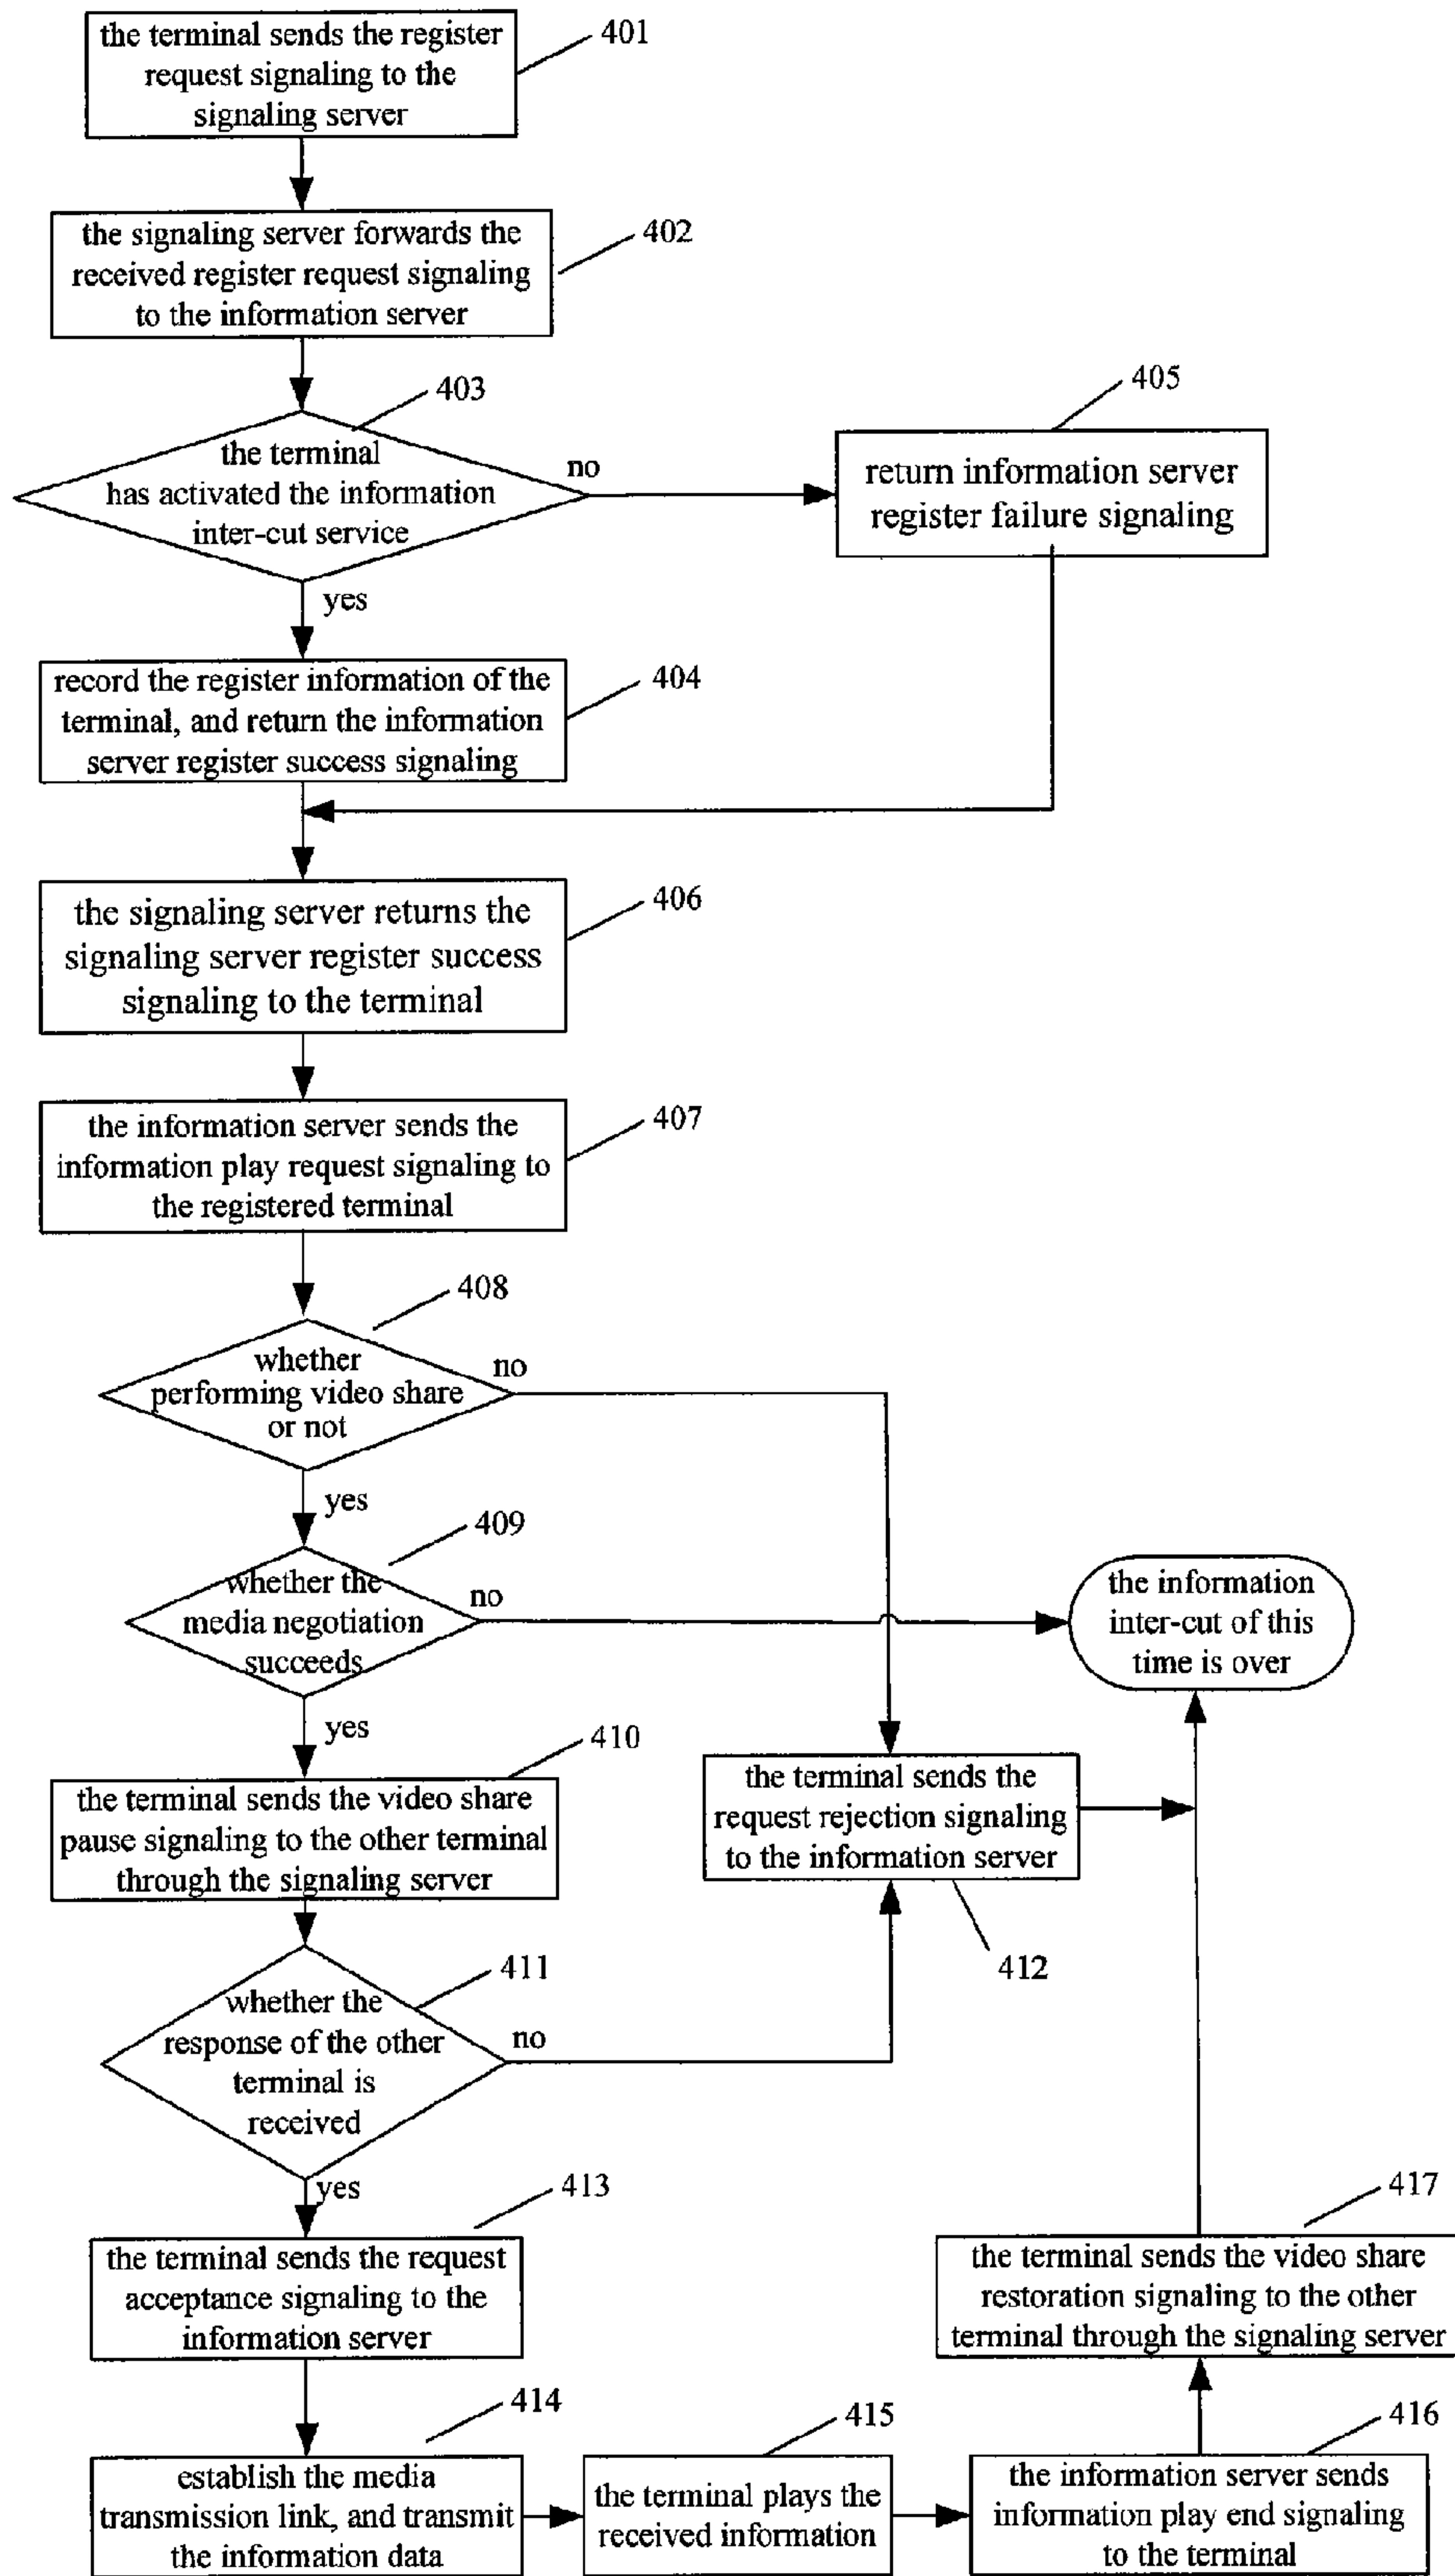 the terminal sends the register
request signaling to the
signaling server
401
the signaling server forwards the
received register request signaling
to the information server
402
403
the terminal
has activated the information
inter-cut service
no
yes
405
return information server
register failure signaling
record the register information of the
terminal, and return the information
server register success signaling
404
the signaling server returns the
signaling server register success
signaling to the terminal
406
the information server sends the
information play request signaling to
the registered terminal
407
408
whether
performing video share
or not
no
yes
409
whether the
media negotiation
succeeds
no
yes
the information
inter-cut of this
time is over
410
the terminal sends the video share
pause signaling to the other terminal
through the signaling server
the terminal sends the
request rejection signaling
to the information server
412
411
whether the
response of the other
terminal is
received
no
yes
413
the terminal sends the request
acceptance signaling to the
information server
417
the terminal sends the video share
restoration signaling to the other
terminal through the signaling server
414
establish the media
transmission link, and transmit
the information data
415
the terminal plays the
received information
416
the information server sends
information play end signaling
to the terminal